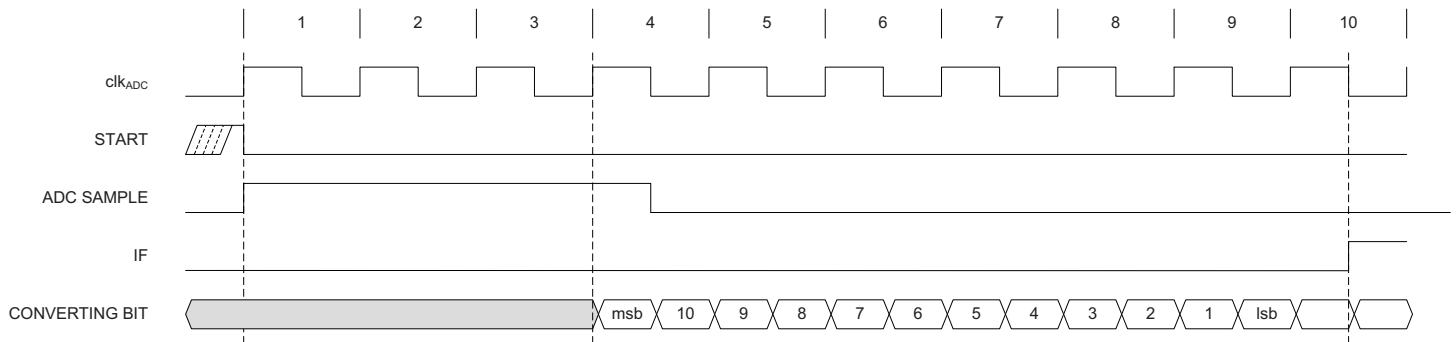 1 2 3 4 5 6 7 8 9 10
clkADC
START
ADC SAMPLE
IF
CONVERTING BIT msb 10 9 8 7 6 5 4 3 2 1 lsb